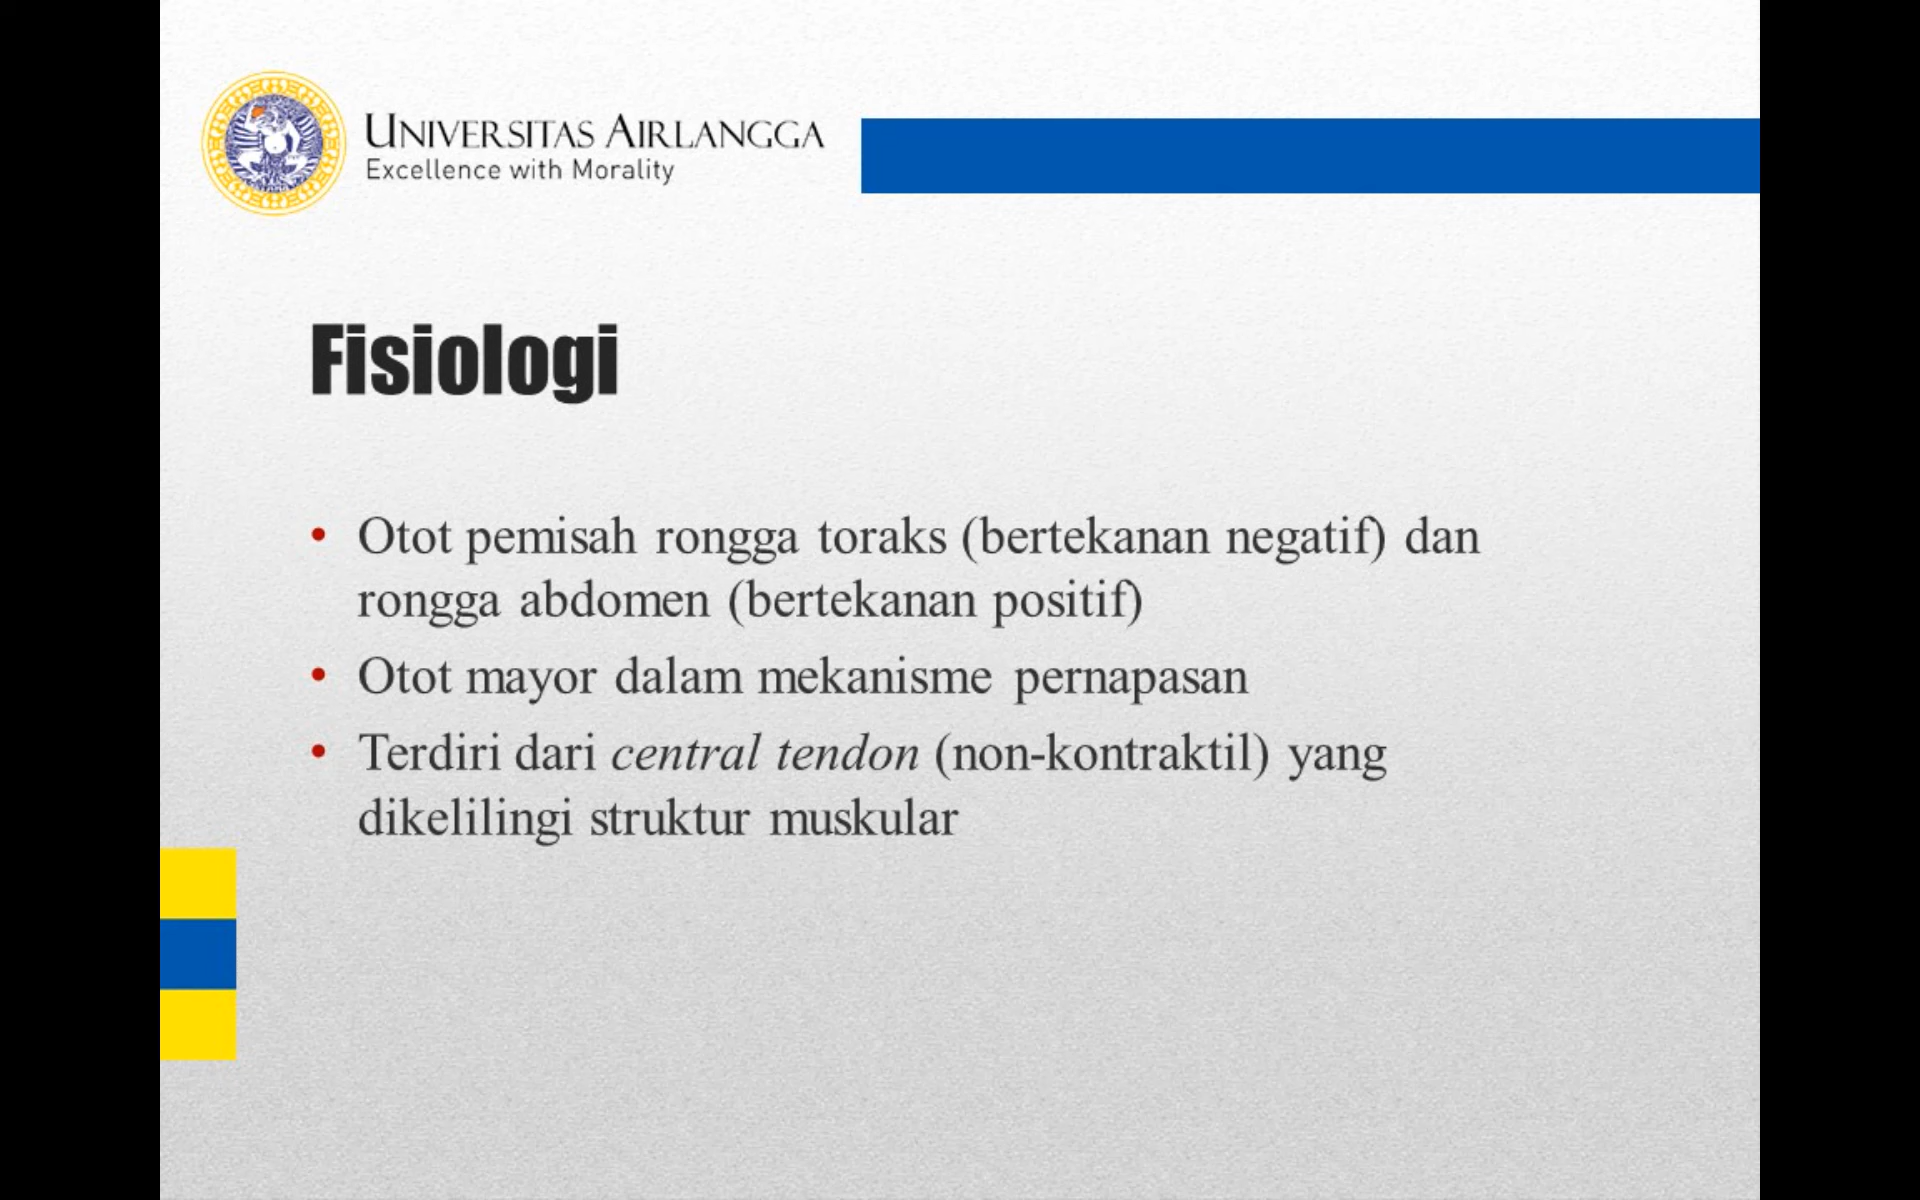 UNIVERSITAS AIRLANGGA
Excellence with Morality
Fisiologi
• Otot pemisah rongga toraks (bertekanan negatif) dan
rongga abdomen (bertekanan positif)
• Otot mayor dalam mekanisme pernapasan
• Terdiri dari central tendon (non-kontraktil) yang
dikelilingi struktur muskular